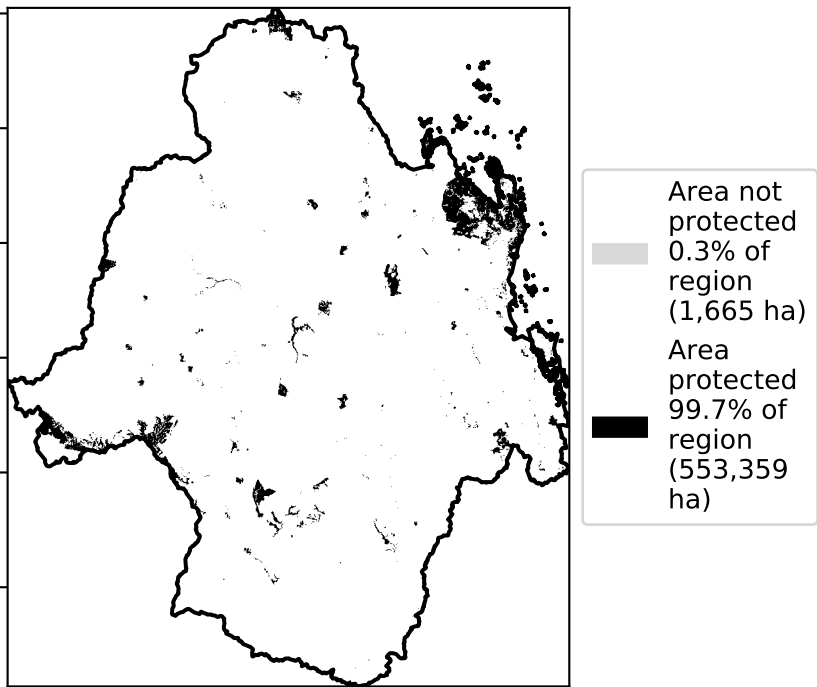 Area not
protected
0.3% of
region
(1,665 ha)
Area
protected
99.7% of
region
(553,359
ha)